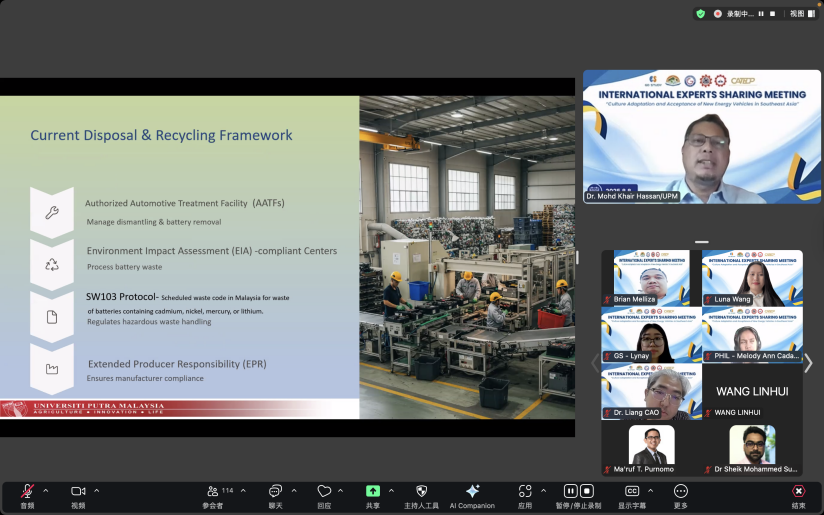 录制中...
视图
Current Disposal & Recycling Framework
Authorized Automotive Treatment Facility (AATFs)
Manage dismantling & battery removal
Environment Impact Assessment (EIA) -compliant Centers
Process battery waste
SW103 Protocol- Scheduled waste code in Malaysia for waste
of batteries containing cadmium, nickel, mercury, or lithium.
Regulates hazardous waste handling
Extended Producer Responsibility (EPR)
Ensures manufacturer compliance
UNIVERSITI PUTRA MALAYSIA
AGRICULTURE • INNOVATION • LIFE
CATCP
INTERNATIONAL EXPERTS SHARING MEETING
"Culture Adaptation and Acceptance of New Energy Vehicles in Southeast Asia"
Dr. Mohd Khair Hassan/UPM
INTERNATIONAL EXPERTS SHARING MEETING
Brian Melliza
INTERNATIONAL EXPERTS SHARING MEETING
Luna Wang
INTERNATIONAL EXPERTS SHARING MEETING
GS - Lynay
INTERNATIONAL EXPERTS SHARING MEETING
PHIL - Melody Ann Cada...
Dr. Liang CAO
WANG LINHUI
WANG LINHUI
Ma'ruf T. Purnomo
Dr Sheik Mohammed Su...
音频
视频
114
参会者
聊天
回应
共享
主持人工具
AI Companion
应用
暂停/停止录制
CC
显示字幕
更多
结束